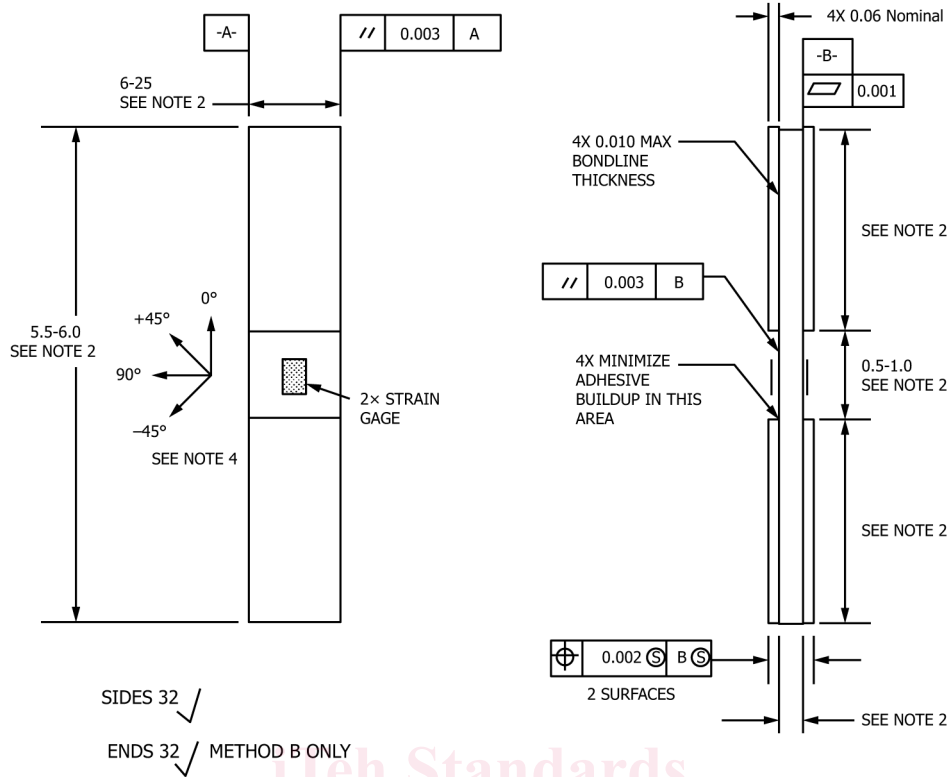 -A-
// 0.003 A
6-25
SEE NOTE 2
5.5-6.0
SEE NOTE 2
0°
+45°
90°
−45°
SEE NOTE 4
2× STRAIN
GAGE
4X 0.06 Nominal
-B-
0.001
4X 0.010 MAX
BONDLINE
THICKNESS
SEE NOTE 2
// 0.003 B
4X MINIMIZE
ADHESIVE
BUILDUP IN THIS
AREA
0.5-1.0
SEE NOTE 2
SEE NOTE 2
0.002 Ⓢ B Ⓢ
2 SURFACES
SEE NOTE 2
SIDES 32
ENDS 32 METHOD B ONLY
iTeh Standards